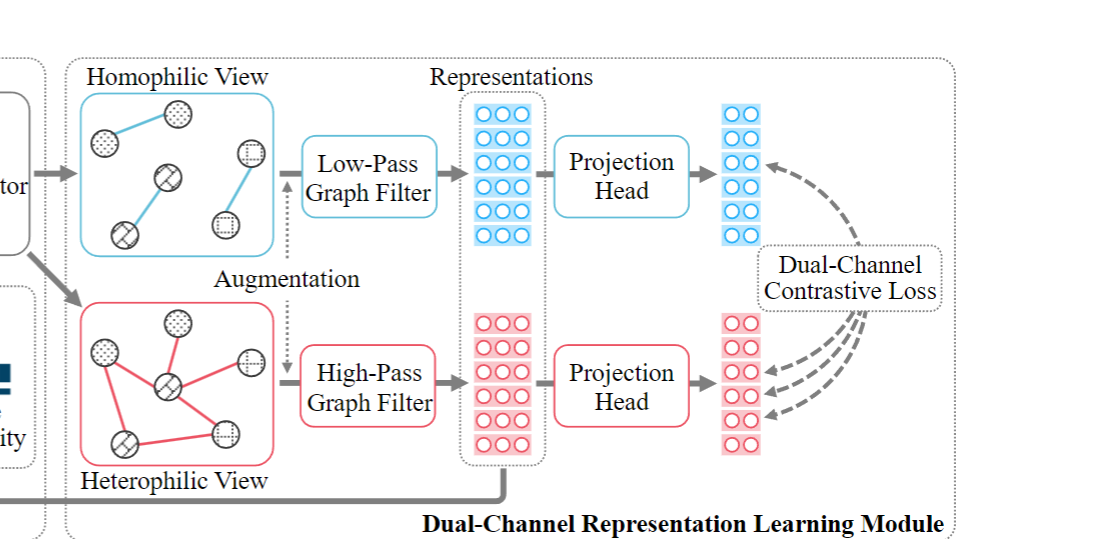 Homophilic View
Representations
tor
Low-Pass
Graph Filter
Projection
Head
Augmentation
Dual-Channel
Contrastive Loss
High-Pass
Graph Filter
Projection
Head
ity
Heterophilic View
Dual-Channel Representation Learning Module